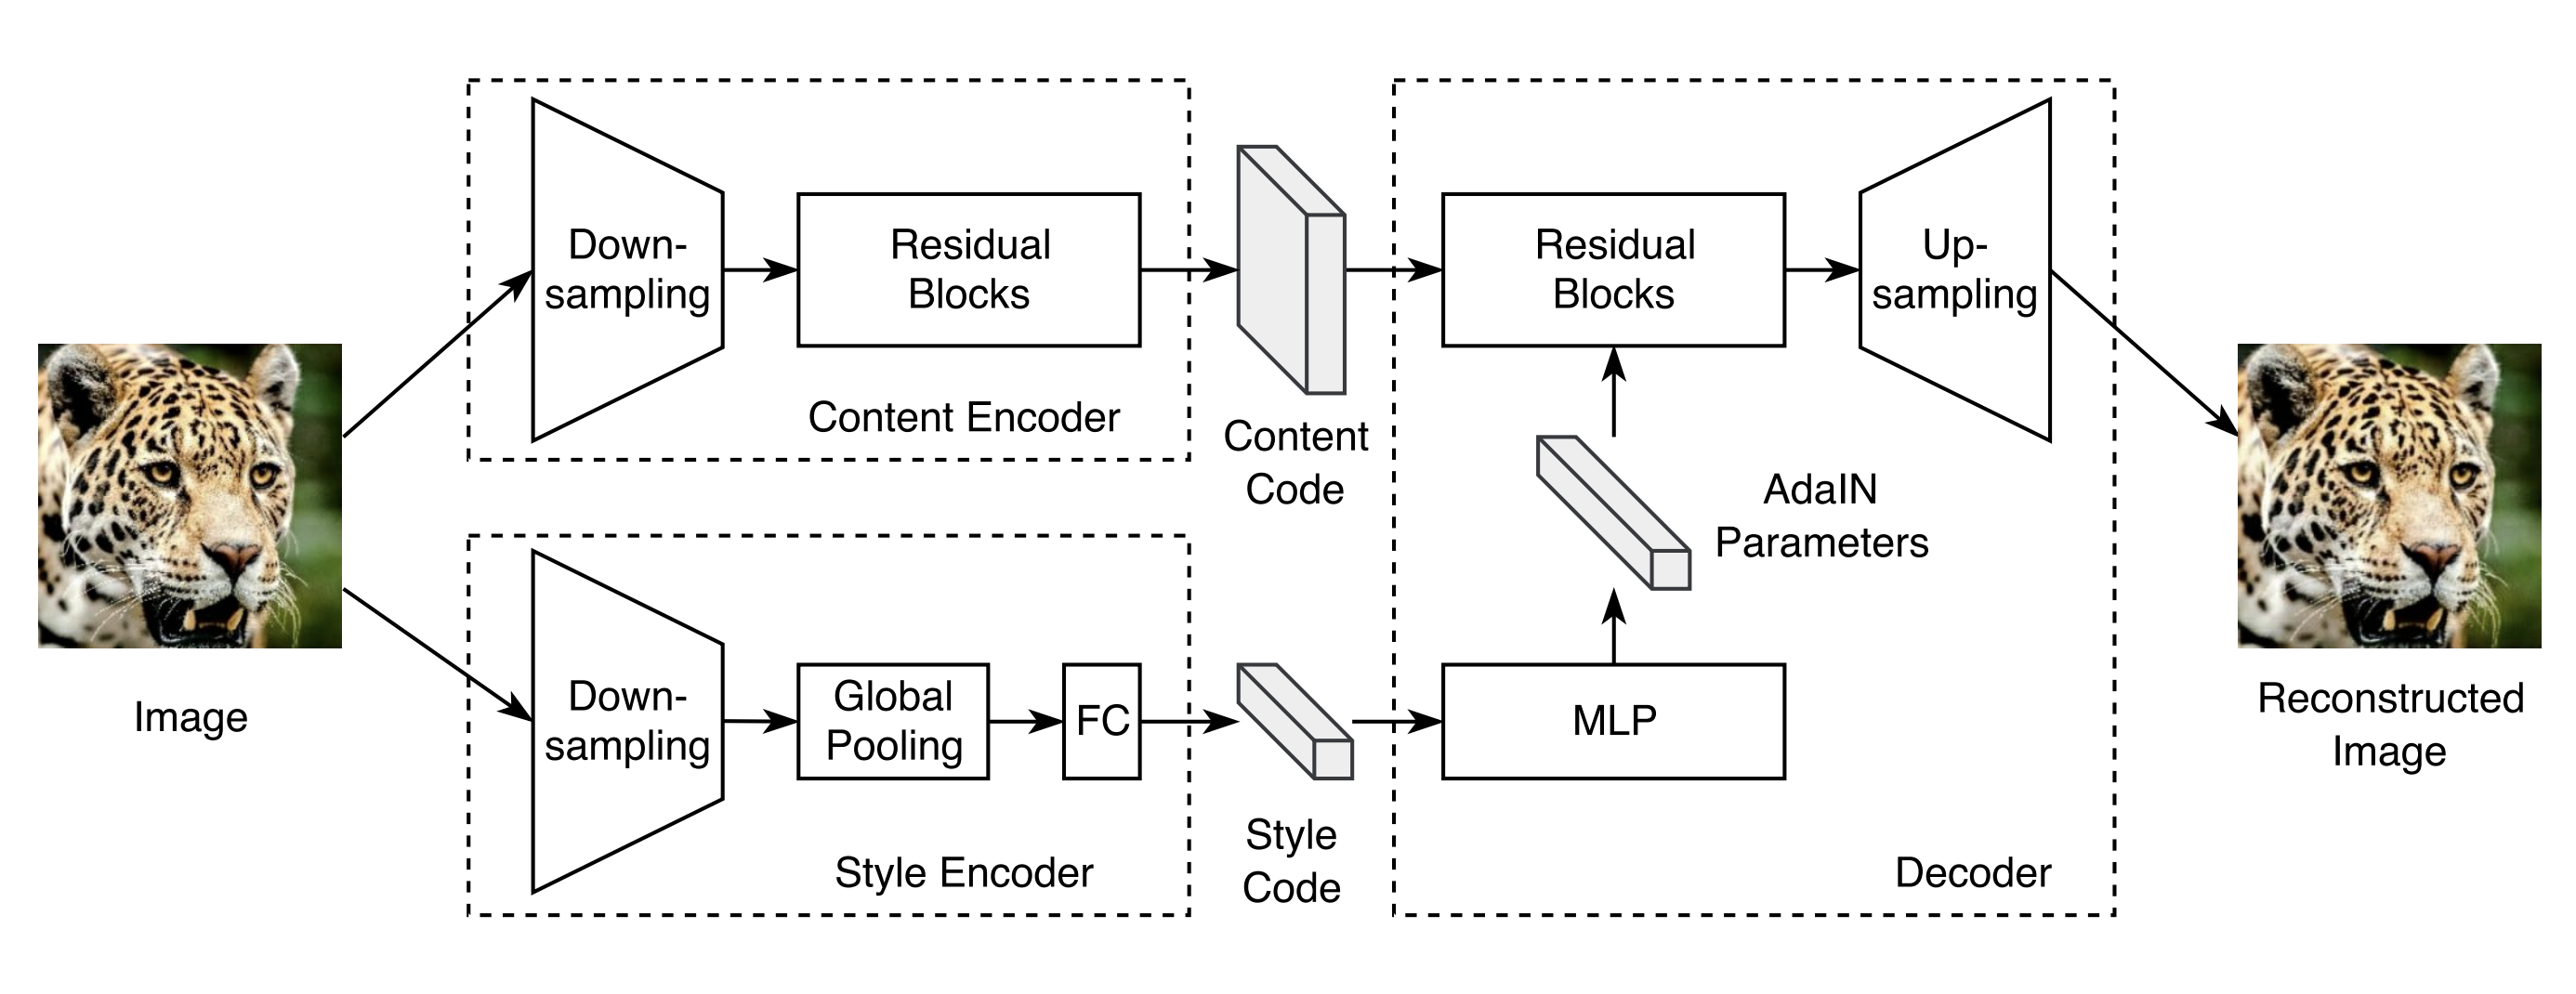 Image
Down-
sampling
Residual
Blocks
Content Encoder
Content
Code
Down-
sampling
Global
Pooling
FC
Style Encoder
Style
Code
Residual
Blocks
Up-
sampling
AdaIN
Parameters
MLP
Decoder
Reconstructed
Image